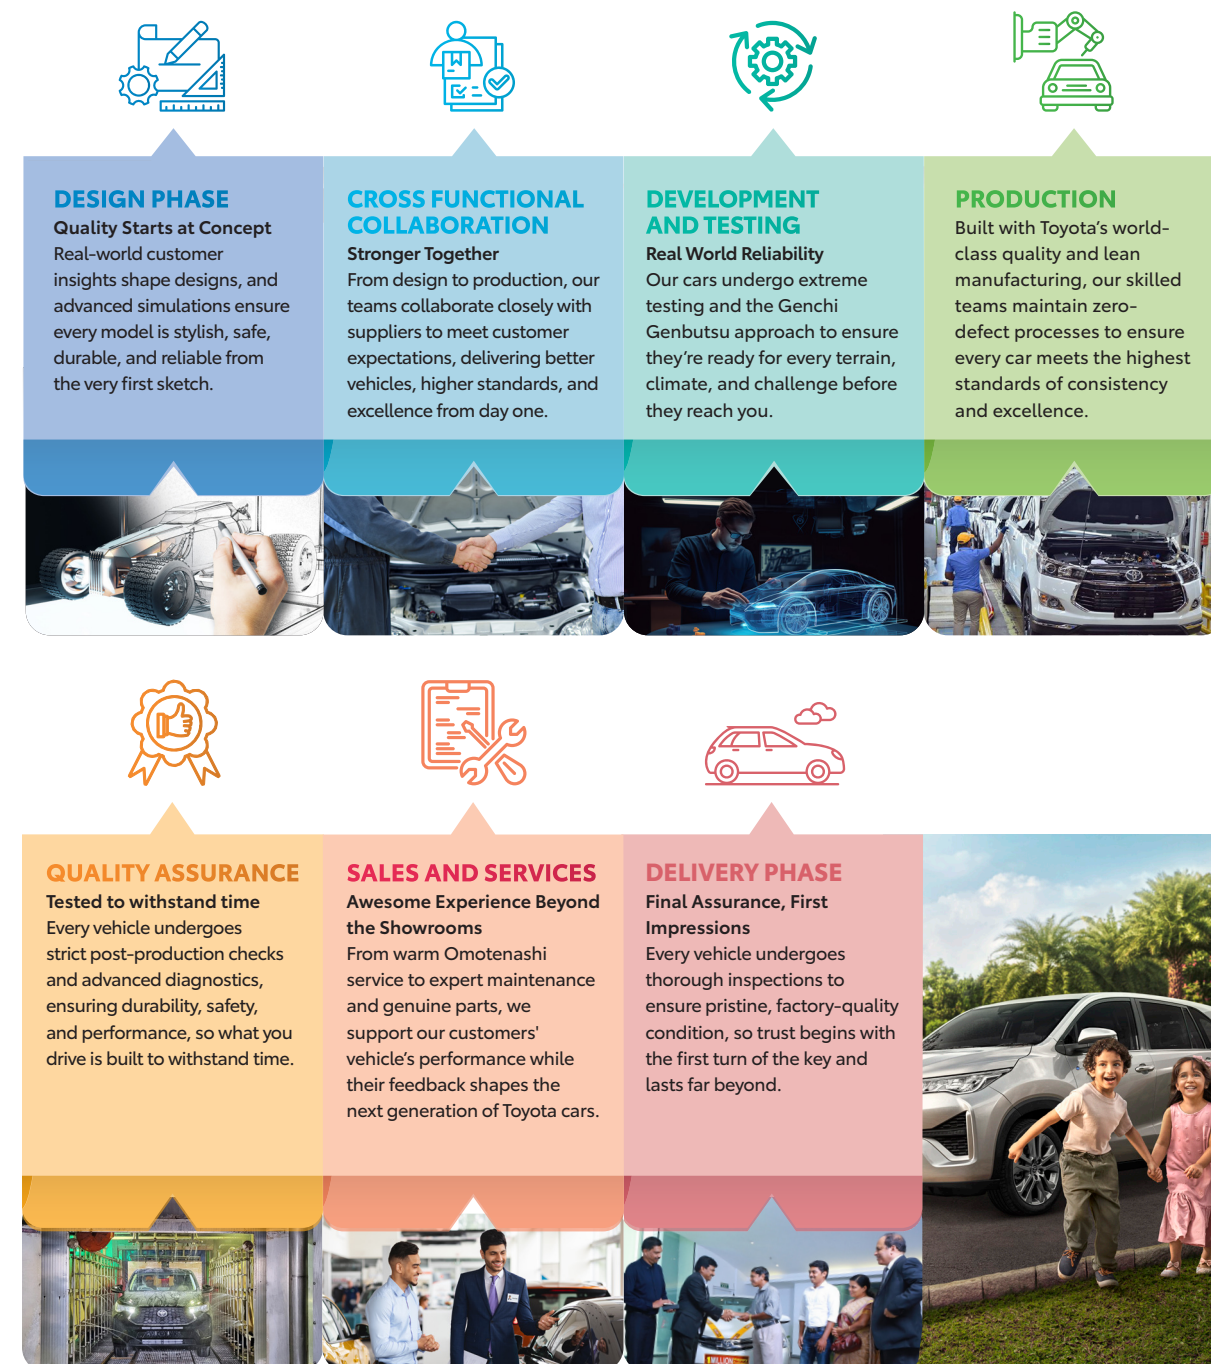 DESIGN PHASE
Quality Starts at Concept
Real-world customer
insights shape designs, and
advanced simulations ensure
every model is stylish, safe,
durable, and reliable from
the very first sketch.
CROSS FUNCTIONAL
COLLABORATION
Stronger Together
From design to production, our
teams collaborate closely with
suppliers to meet customer
expectations, delivering better
vehicles, higher standards, and
excellence from day one.
DEVELOPMENT
AND TESTING
Real World Reliability
Our cars undergo extreme
testing and the Genchi
Genbutsu approach to ensure
they're ready for every terrain,
climate, and challenge before
they reach you.
PRODUCTION
Built with Toyota's world-
class quality and lean
manufacturing, our skilled
teams maintain zero-
defect processes to ensure
every car meets the highest
standards of consistency
and excellence.
QUALITY ASSURANCE
Tested to withstand time
Every vehicle undergoes
strict post-production checks
and advanced diagnostics,
ensuring durability, safety,
and performance, so what you
drive is built to withstand time.
SALES AND SERVICES
Awesome Experience Beyond
the Showrooms
From warm Omotenashi
service to expert maintenance
and genuine parts, we
support our customers'
vehicle's performance while
their feedback shapes the
next generation of Toyota cars.
DELIVERY PHASE
Final Assurance, First
Impressions
Every vehicle undergoes
thorough inspections to
ensure pristine, factory-quality
condition, so trust begins with
the first turn of the key and
lasts far beyond.
1 MILLION